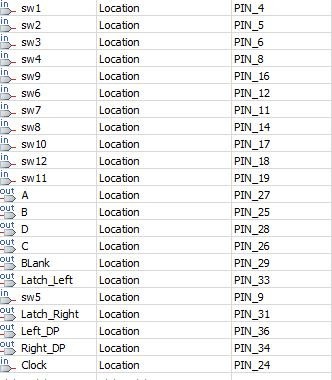 in sw1 Location PIN_4
in sw2 Location PIN_5
in sw3 Location PIN_6
in sw4 Location PIN_8
in sw9 Location PIN_16
in sw6 Location PIN_12
in sw7 Location PIN_11
in sw8 Location PIN_14
in sw10 Location PIN_17
in sw12 Location PIN_18
in sw11 Location PIN_19
out A Location PIN_27
out B Location PIN_25
out D Location PIN_28
out C Location PIN_26
out BLank Location PIN_29
out Latch_Left Location PIN_33
in sw5 Location PIN_9
out Latch_Right Location PIN_31
out Left_DP Location PIN_36
out Right_DP Location PIN_34
in Clock Location PIN_24